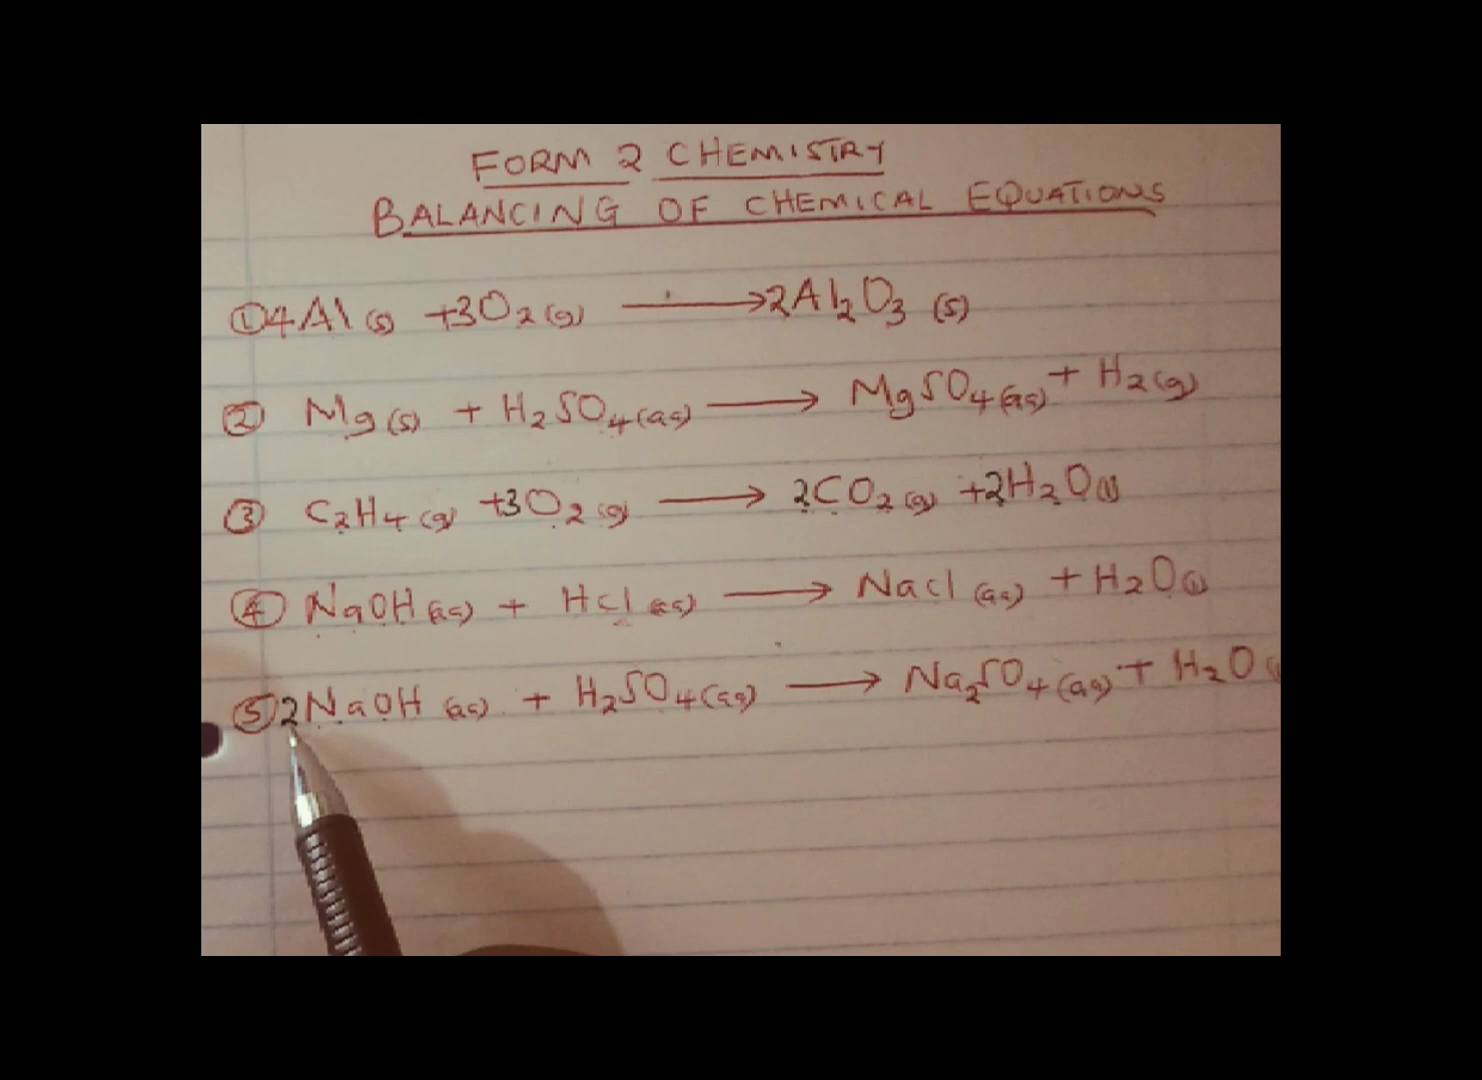 FORM 2 CHEMISTRY
BALANCING OF CHEMICAL EQUATIONS
① 4Al(s) + 3O₂(g) → 2Al₂O₃(s)
② Mg(s) + H₂SO₄(aq) → MgSO₄(aq) + H₂(g)
③ C₂H₄(g) + 3O₂(g) → 2CO₂(g) + 2H₂O(l)
④ NaOH(aq) + HCl(aq) → NaCl(aq) + H₂O(l)
⑤ 2NaOH(aq) + H₂SO₄(aq) → Na₂SO₄(aq) + H₂O